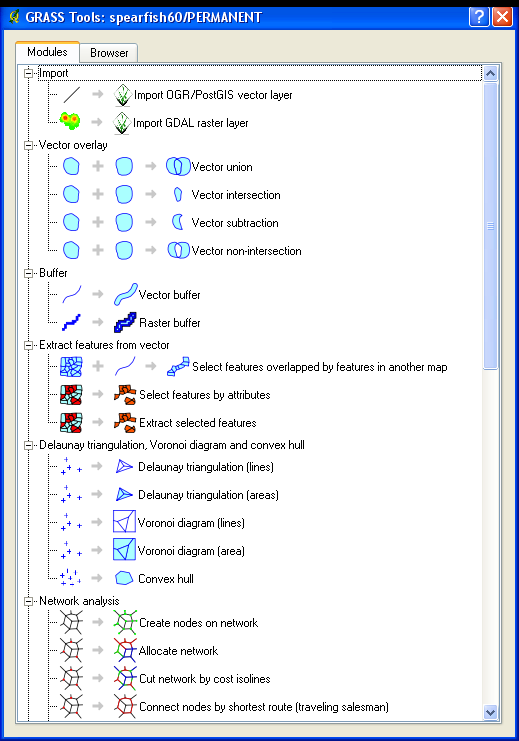 GRASS Tools: spearfish60/PERMANENT
Modules
Browser
Import
Import OGR/PostGIS vector layer
Import GDAL raster layer
Vector overlay
Vector union
Vector intersection
Vector subtraction
Vector non-intersection
Buffer
Vector buffer
Raster buffer
Extract features from vector
Select features overlapped by features in another map
Select features by attributes
Extract selected features
Delaunay triangulation, Voronoi diagram and convex hull
Delaunay triangulation (lines)
Delaunay triangulation (areas)
Voronoi diagram (lines)
Voronoi diagram (area)
Convex hull
Network analysis
Create nodes on network
Allocate network
Cut network by cost isolines
Connect nodes by shortest route (traveling salesman)